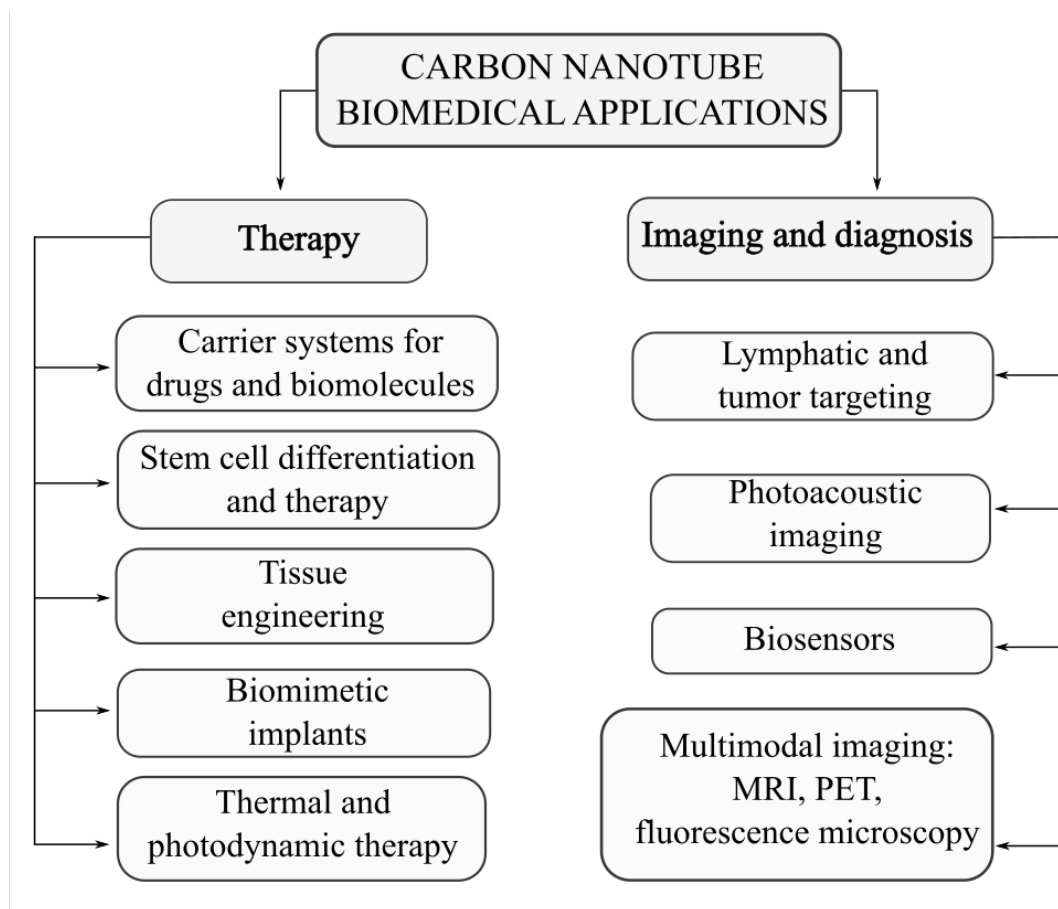 CARBON NANOTUBE
BIOMEDICAL APPLICATIONS
Therapy
Carrier systems for
drugs and biomolecules
Stem cell differentiation
and therapy
Tissue
engineering
Biomimetic
implants
Thermal and
photodynamic therapy
Imaging and diagnosis
Lymphatic and
tumor targeting
Photoacoustic
imaging
Biosensors
Multimodal imaging:
MRI, PET,
fluorescence microscopy